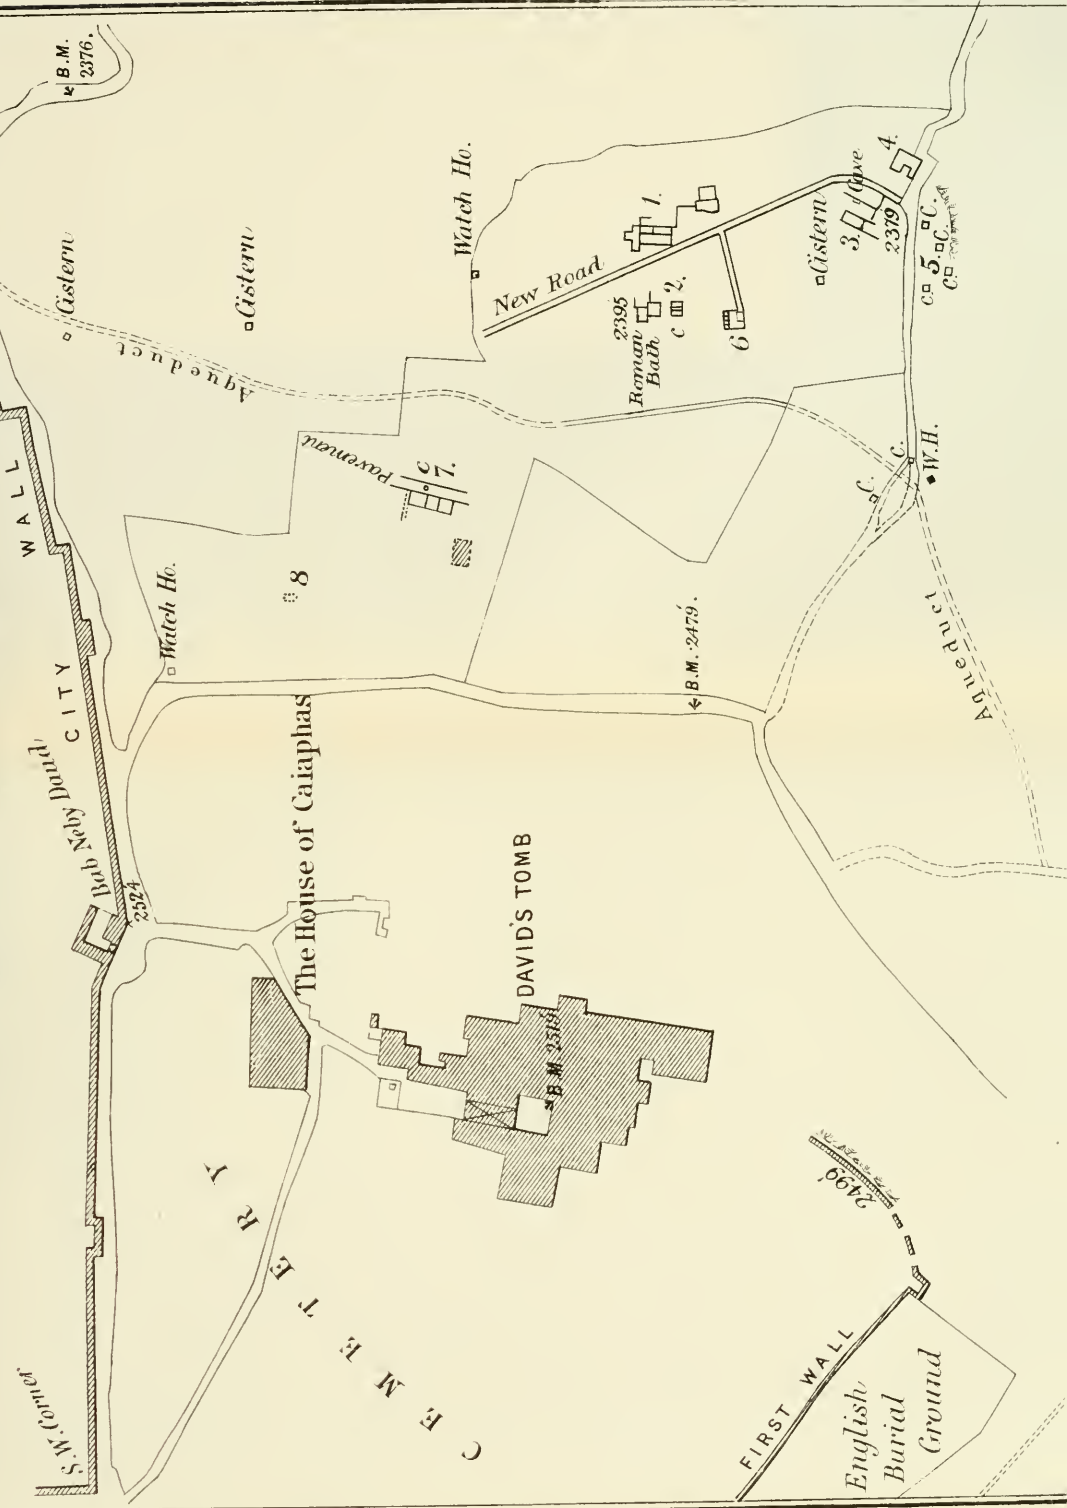 S.W. Corner
CITY WALL
Bab Neby Daud
2524
B.M.
2376.
Cistern
Cistern
Aqueduct
Watch Ho.
Watch Ho.
8
Pavement
C
7.
The House of Caiaphas
New Road
1.
2395
Roman
Bath
2.
C
6
Cistern
3.
Cave
4.
2379
C.
C.
5.
C.
C.
C.
C.
W.H.
B.M. 2479.
Aqueduct
DAVID'S TOMB
B.M. 2519
CEMETERY
2499
FIRST WALL
English
Burial
Ground